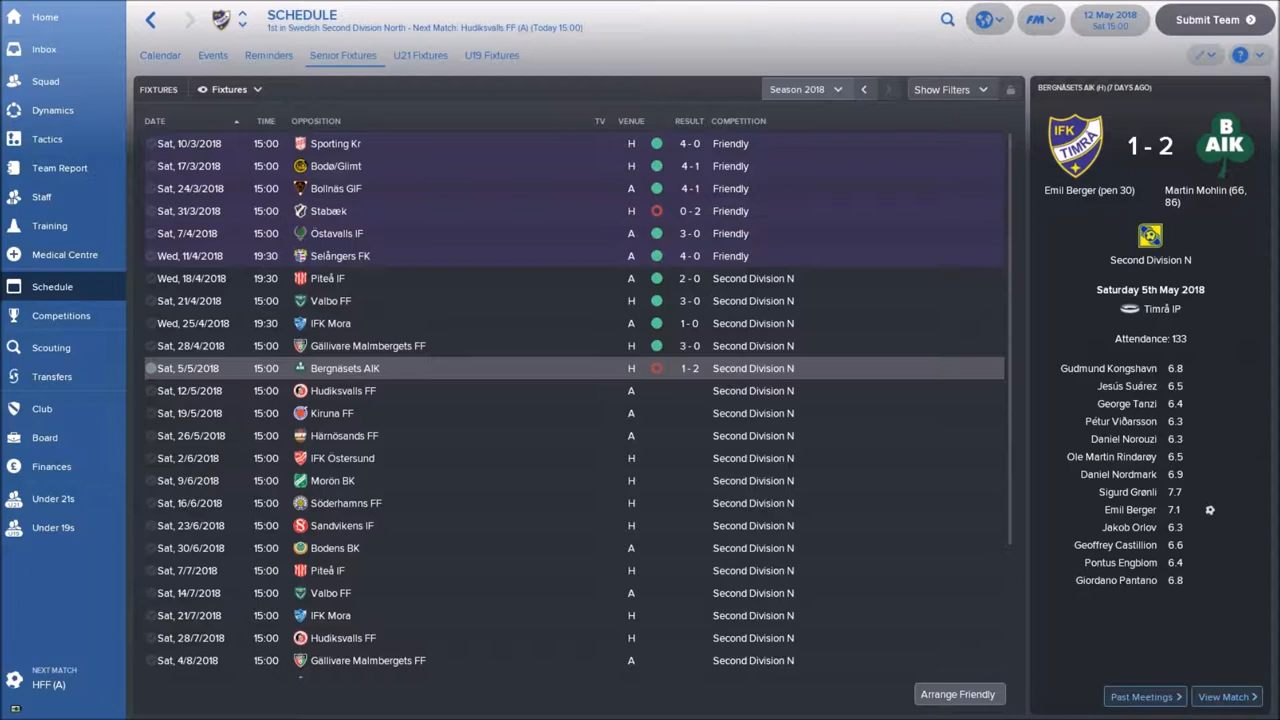 Home
Inbox
Squad
Dynamics
Tactics
Team Report
Staff
Training
Medical Centre
Schedule
Competitions
Scouting
Transfers
Club
Board
Finances
Under 21s
Under 19s
NEXT MATCH
HFF (A)
SCHEDULE
1st in Swedish Second Division North - Next Match: Hudiksvalls FF (A) (Today 15:00)
FM
12 May 2018
Sat 15:00
Submit Team
Calendar Events Reminders Senior Fixtures U21 Fixtures U19 Fixtures
FIXTURES Fixtures Season 2018 Show Filters
DATE TIME OPPOSITION TV VENUE RESULT COMPETITION
Sat, 10/3/2018 15:00 Sporting Kr H 4 - 0 Friendly
Sat, 17/3/2018 15:00 Bodø/Glimt H 4 - 1 Friendly
Sat, 24/3/2018 15:00 Bollnäs GIF A 4 - 1 Friendly
Sat, 31/3/2018 15:00 Stabæk H 0 - 2 Friendly
Sat, 7/4/2018 15:00 Östavalls IF A 3 - 0 Friendly
Wed, 11/4/2018 19:30 Selångers FK A 4 - 0 Friendly
Wed, 18/4/2018 19:30 Piteå IF A 2 - 0 Second Division N
Sat, 21/4/2018 15:00 Valbo FF H 3 - 0 Second Division N
Wed, 25/4/2018 19:30 IFK Mora A 1 - 0 Second Division N
Sat, 28/4/2018 15:00 Gällivare Malmbergets FF H 3 - 0 Second Division N
Sat, 5/5/2018 15:00 Bergnäsets AIK H 1 - 2 Second Division N
Sat, 12/5/2018 15:00 Hudiksvalls FF A Second Division N
Sat, 19/5/2018 15:00 Kiruna FF A Second Division N
Sat, 26/5/2018 15:00 Härnösands FF A Second Division N
Sat, 2/6/2018 15:00 IFK Östersund H Second Division N
Sat, 9/6/2018 15:00 Morön BK H Second Division N
Sat, 16/6/2018 15:00 Söderhamns FF H Second Division N
Sat, 23/6/2018 15:00 Sandvikens IF H Second Division N
Sat, 30/6/2018 15:00 Bodens BK A Second Division N
Sat, 7/7/2018 15:00 Piteå IF H Second Division N
Sat, 14/7/2018 15:00 Valbo FF A Second Division N
Sat, 21/7/2018 15:00 IFK Mora H Second Division N
Sat, 28/7/2018 15:00 Hudiksvalls FF H Second Division N
Sat, 4/8/2018 15:00 Gällivare Malmbergets FF A Second Division N
Arrange Friendly
BERGNÄSETS AIK (H) (7 DAYS AGO)
IFK
TIMRÅ
1 - 2
B
AIK
Emil Berger (pen 30) Martin Mohlin (66,
86)
Second Division N
Saturday 5th May 2018
Timrå IP
Attendance: 133
Gudmund Kongshavn 6.8
Jesús Suárez 6.5
George Tanzi 6.4
Pétur Viðarsson 6.3
Daniel Norouzi 6.3
Ole Martin Rindarøy 6.5
Daniel Nordmark 6.9
Sigurd Grønli 7.7
Emil Berger 7.1
Jakob Orlov 6.3
Geoffrey Castillion 6.6
Pontus Engblom 6.4
Giordano Pantano 6.8
Past Meetings View Match